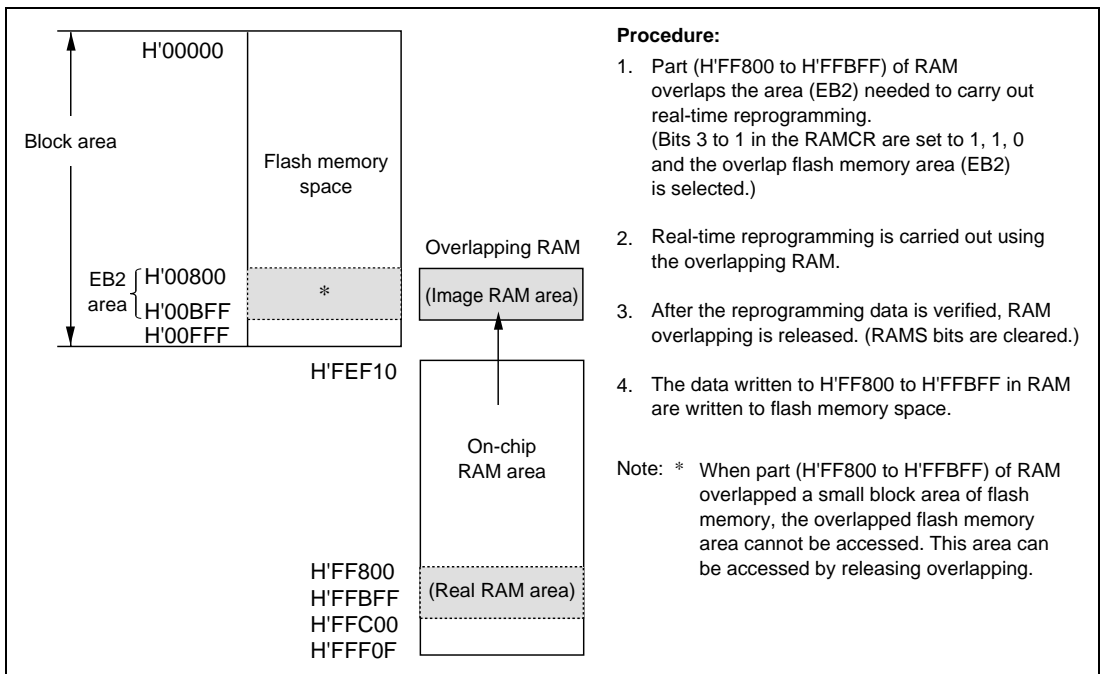 H'00000
Block area
Flash memory
space
EB2
area
H'00800
H'00BFF
H'00FFF
*
Overlapping RAM
(Image RAM area)
H'FEF10
On-chip
RAM area
H'FF800
H'FFBFF
H'FFC00
H'FFF0F
(Real RAM area)
Procedure:
1. Part (H'FF800 to H'FFBFF) of RAM
overlaps the area (EB2) needed to carry out
real-time reprogramming.
(Bits 3 to 1 in the RAMCR are set to 1, 1, 0
and the overlap flash memory area (EB2)
is selected.)
2. Real-time reprogramming is carried out using
the overlapping RAM.
3. After the reprogramming data is verified, RAM
overlapping is released. (RAMS bits are cleared.)
4. The data written to H'FF800 to H'FFBFF in RAM
are written to flash memory space.
Note: * When part (H'FF800 to H'FFBFF) of RAM
overlapped a small block area of flash
memory, the overlapped flash memory
area cannot be accessed. This area can
be accessed by releasing overlapping.